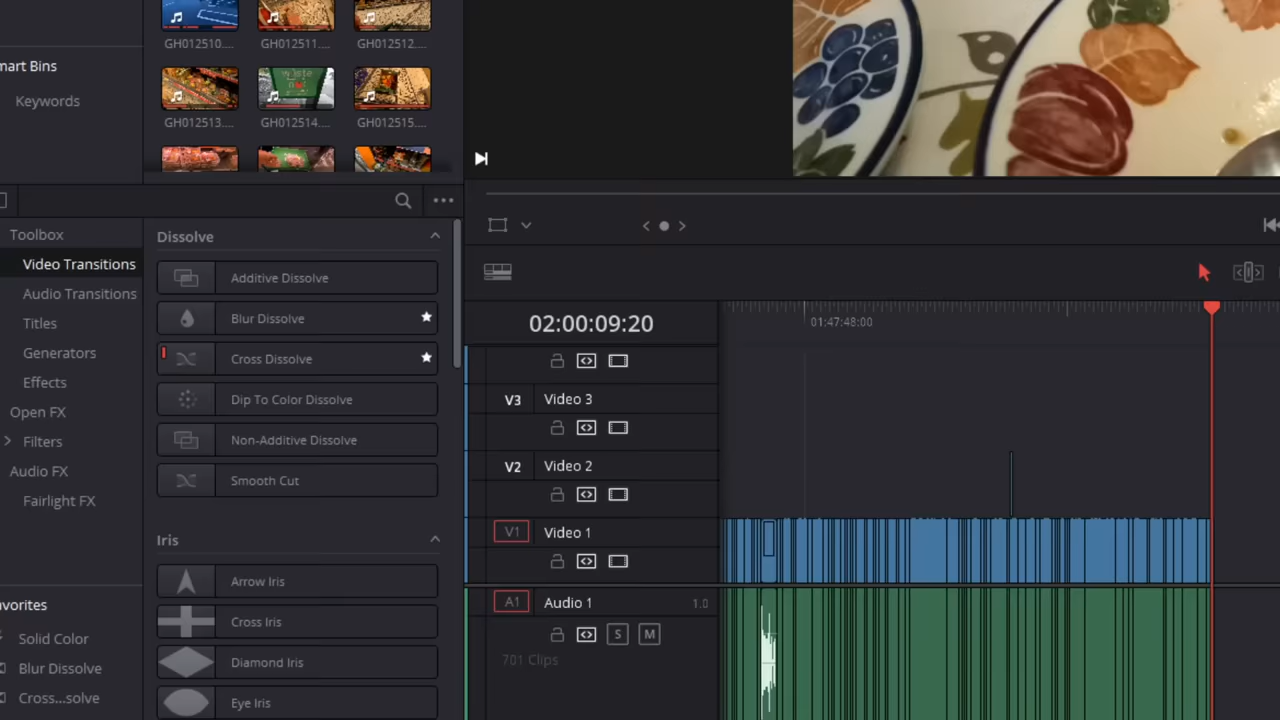 GH012510....
GH012511....
GH012512....
mart Bins
Keywords
GH012513....
GH012514....
GH012515....
Toolbox
Video Transitions
Audio Transitions
Titles
Generators
Effects
Open FX
Filters
Audio FX
Fairlight FX
avorites
Solid Color
Blur Dissolve
Cross...solve
Dissolve
Additive Dissolve
Blur Dissolve
Cross Dissolve
Dip To Color Dissolve
Non-Additive Dissolve
Smooth Cut
Iris
Arrow Iris
Cross Iris
Diamond Iris
Eye Iris
02:00:09:20
01:47:48:00
V3 Video 3
V2 Video 2
V1 Video 1
A1 Audio 1 1.0
S M
701 Clips